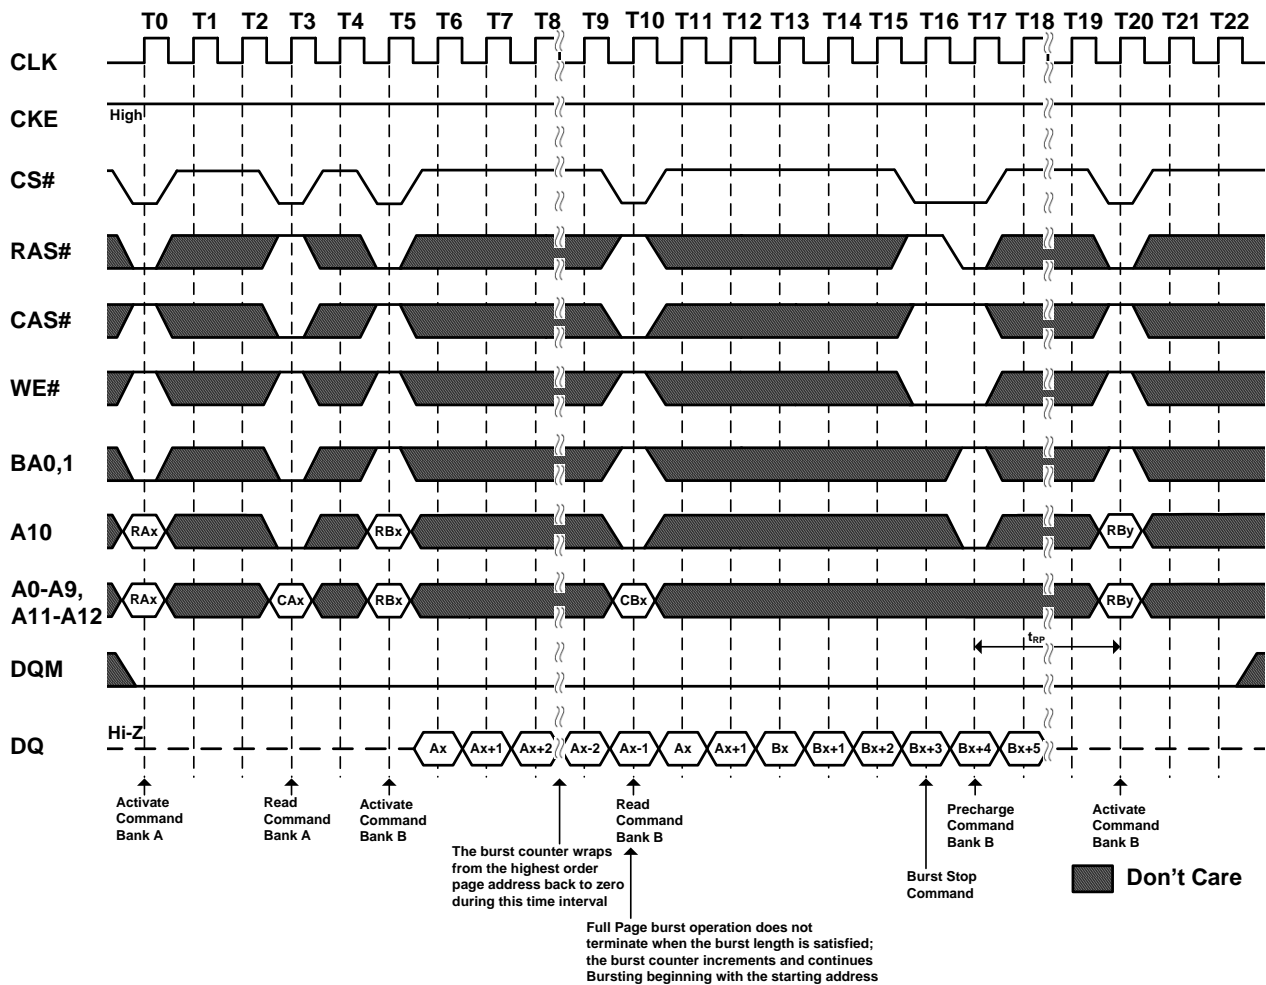 T0 T1 T2 T3 T4 T5 T6 T7 T8 T9 T10 T11 T12 T13 T14 T15 T16 T17 T18 T19 T20 T21 T22
CLK
CKE
High
CS#
RAS#
CAS#
WE#
BA0,1
A10
RAx RBx RBy
A0-A9,
A11-A12
RAx CAx RBx CBx RBy
tRP
DQM
DQ
Hi-Z
Ax Ax+1 Ax+2 Ax-2 Ax-1 Ax Ax+1 Bx Bx+1 Bx+2 Bx+3 Bx+4 Bx+5
Activate
Command
Bank A
Read
Command
Bank A
Activate
Command
Bank B
The burst counter wraps
from the highest order
page address back to zero
during this time interval
Read
Command
Bank B
Full Page burst operation does not
terminate when the burst length is satisfied;
the burst counter increments and continues
Bursting beginning with the starting address
Burst Stop
Command
Precharge
Command
Bank B
Activate
Command
Bank B
Don't Care